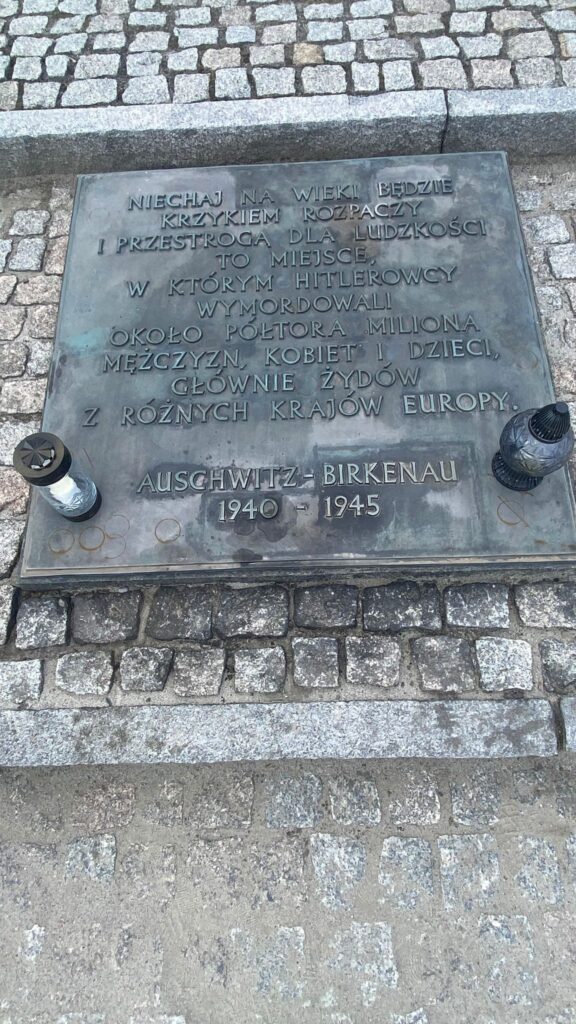 NIECHAJ NA WIEKI BĘDZIE
KRZYKIEM ROZPACZY
I PRZESTROGĄ DLA LUDZKOŚCI
TO MIEJSCE,
W KTÓRYM HITLEROWCY
WYMORDOWALI
OKOŁO PÓŁTORA MILIONA
MĘŻCZYZN, KOBIET I DZIECI,
GŁÓWNIE ŻYDÓW
Z RÓŻNYCH KRAJÓW EUROPY.
AUSCHWITZ - BIRKENAU
1940 - 1945